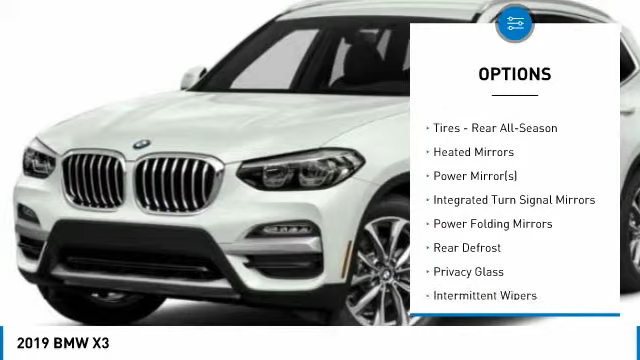 OPTIONS
Tires - Rear All-Season
Heated Mirrors
Power Mirror(s)
Integrated Turn Signal Mirrors
Power Folding Mirrors
Rear Defrost
Privacy Glass
Intermittent Wipers
2019 BMW X3